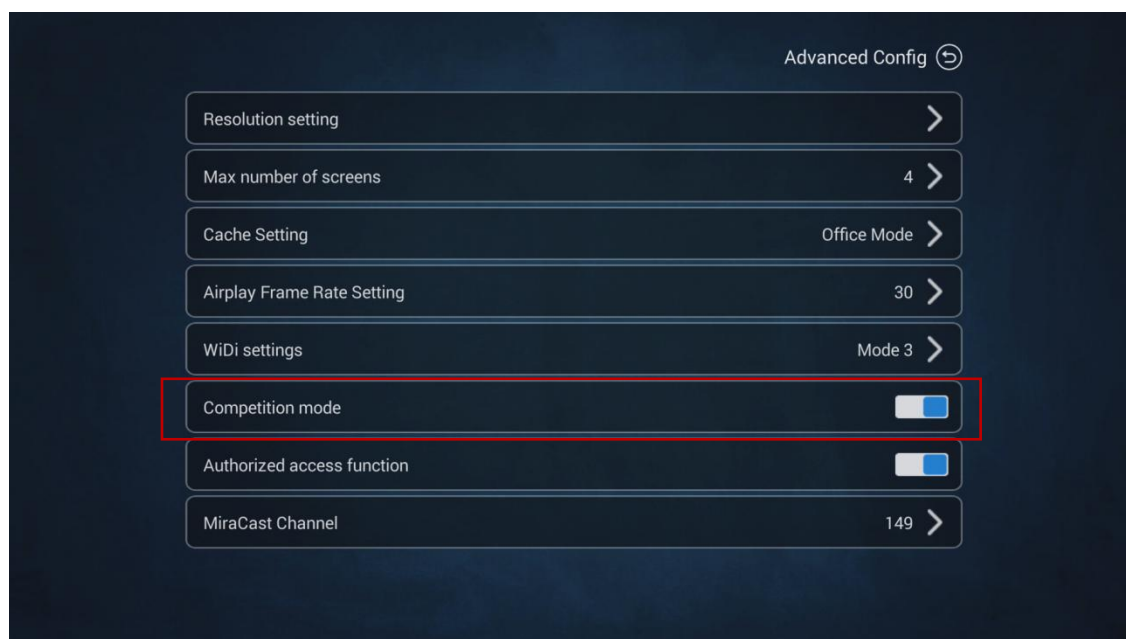 Advanced Config
Resolution setting
Max number of screens 4
Cache Setting Office Mode
Airplay Frame Rate Setting 30
WiDi settings Mode 3
Competition mode
Authorized access function
MiraCast Channel 149